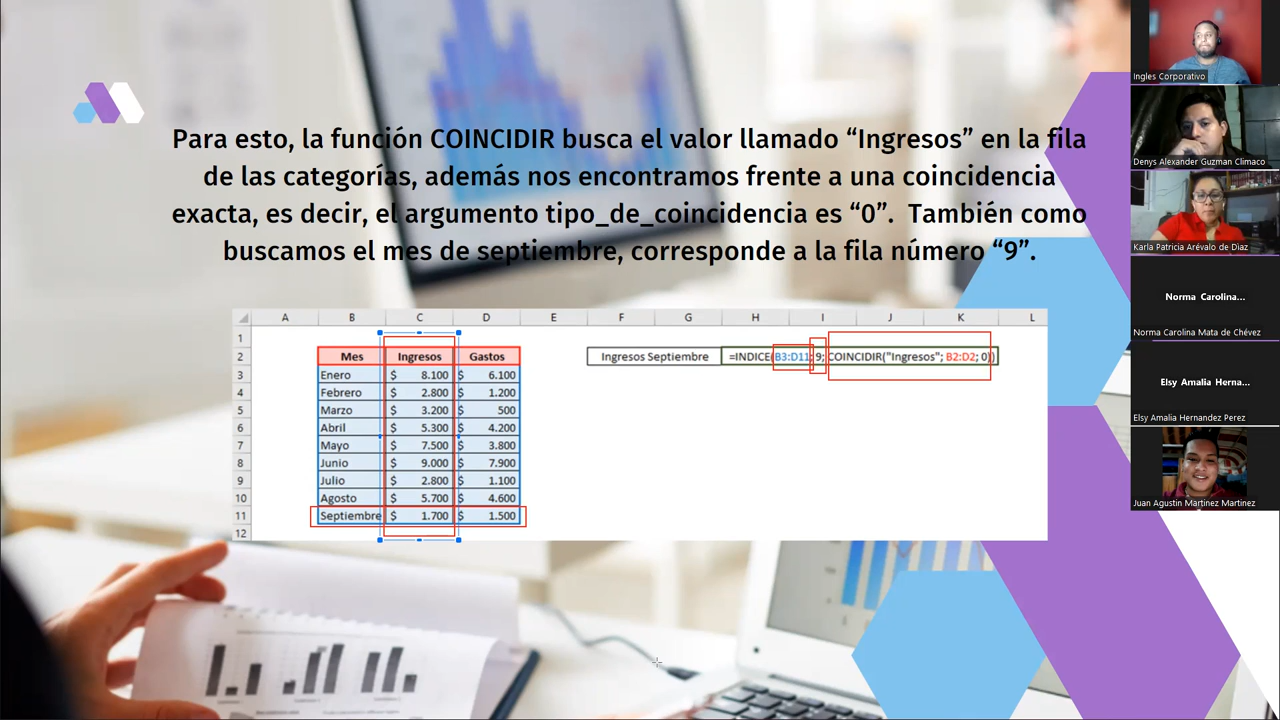 Para esto, la función COINCIDIR busca el valor llamado “Ingresos” en la fila
de las categorías, además nos encontramos frente a una coincidencia
exacta, es decir, el argumento tipo_de_coincidencia es “0”.  También como
buscamos el mes de septiembre, corresponde a la fila número “9”.
A B C D E F G H I J K L
1
2 Mes Ingresos Gastos Ingresos Septiembre =INDICE(B3:D11; 9; COINCIDIR("Ingresos"; B2:D2; 0))
3 Enero $ 8.100 $ 6.100
4 Febrero $ 2.800 $ 1.200
5 Marzo $ 3.200 $ 500
6 Abril $ 5.300 $ 4.200
7 Mayo $ 7.500 $ 3.800
8 Junio $ 9.000 $ 7.900
9 Julio $ 2.800 $ 1.100
10 Agosto $ 5.700 $ 4.600
11 Septiembre $ 1.700 $ 1.500
12
Ingles Corporativo
Denys Alexander Guzman Climaco
Karla Patricia Arévalo de Diaz
Norma Carolina...
Norma Carolina Mata de Chévez
Elsy Amalia Herna...
Elsy Amalia Hernandez Perez
Juan Agustin Martinez Martinez